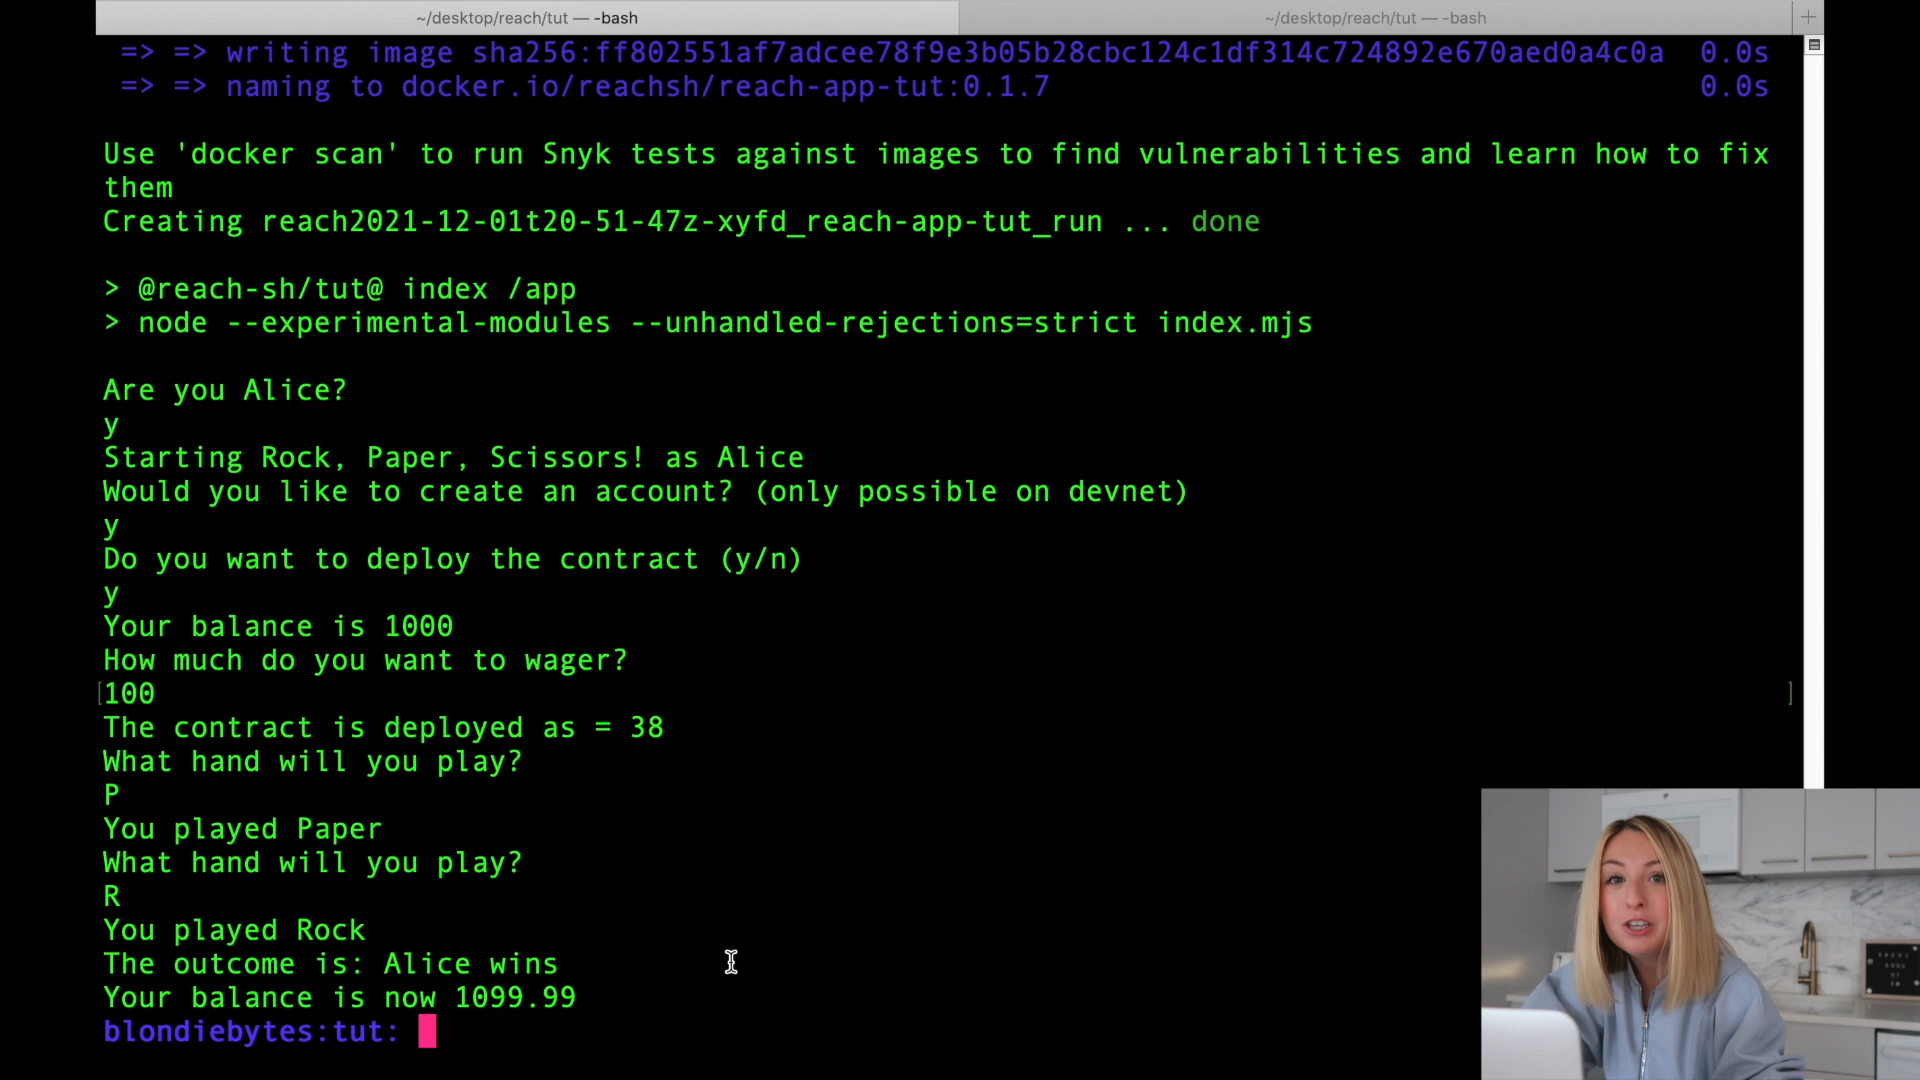 ~/desktop/reach/tut — -bash
~/desktop/reach/tut — -bash
=> => writing image sha256:ff802551af7adcee78f9e3b05b28cbc124c1df314c724892e670aed0a4c0a 0.0s
=> => naming to docker.io/reachsh/reach-app-tut:0.1.7 0.0s
Use 'docker scan' to run Snyk tests against images to find vulnerabilities and learn how to fix
them
Creating reach2021-12-01t20-51-47z-xyfd_reach-app-tut_run ... done
> @reach-sh/tut@ index /app
> node --experimental-modules --unhandled-rejections=strict index.mjs
Are you Alice?
y
Starting Rock, Paper, Scissors! as Alice
Would you like to create an account? (only possible on devnet)
y
Do you want to deploy the contract (y/n)
y
Your balance is 1000
How much do you want to wager?
[100 ]
The contract is deployed as = 38
What hand will you play?
P
You played Paper
What hand will you play?
R
You played Rock
The outcome is: Alice wins
Your balance is now 1099.99
blondiebytes:tut: